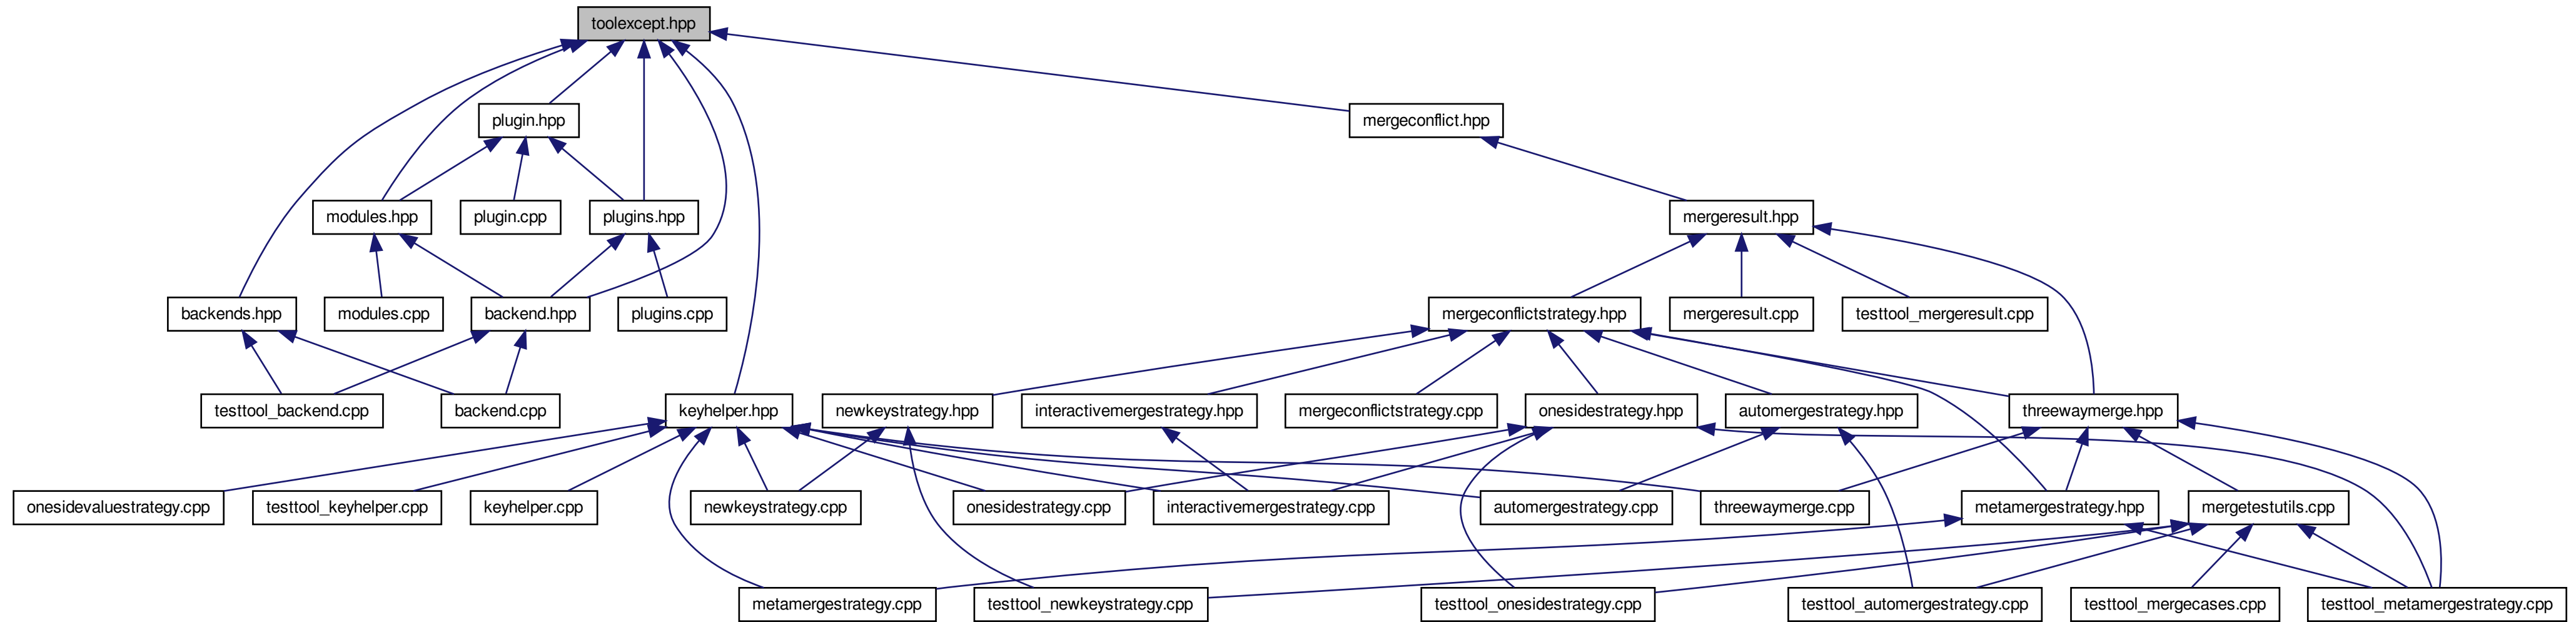 toolexcept.hpp
plugin.hpp
mergeconflict.hpp
modules.hpp
plugin.cpp
plugins.hpp
mergeresult.hpp
backends.hpp
modules.cpp
backend.hpp
plugins.cpp
mergeconflictstrategy.hpp
mergeresult.cpp
testtool_mergeresult.cpp
testtool_backend.cpp
backend.cpp
keyhelper.hpp
newkeystrategy.hpp
interactivemergestrategy.hpp
mergeconflictstrategy.cpp
onesidestrategy.hpp
automergestrategy.hpp
threewaymerge.hpp
onesidevaluestrategy.cpp
testtool_keyhelper.cpp
keyhelper.cpp
newkeystrategy.cpp
onesidestrategy.cpp
interactivemergestrategy.cpp
automergestrategy.cpp
threewaymerge.cpp
metamergestrategy.hpp
mergetestutils.cpp
metamergestrategy.cpp
testtool_newkeystrategy.cpp
testtool_onesidestrategy.cpp
testtool_automergestrategy.cpp
testtool_mergecases.cpp
testtool_metamergestrategy.cpp